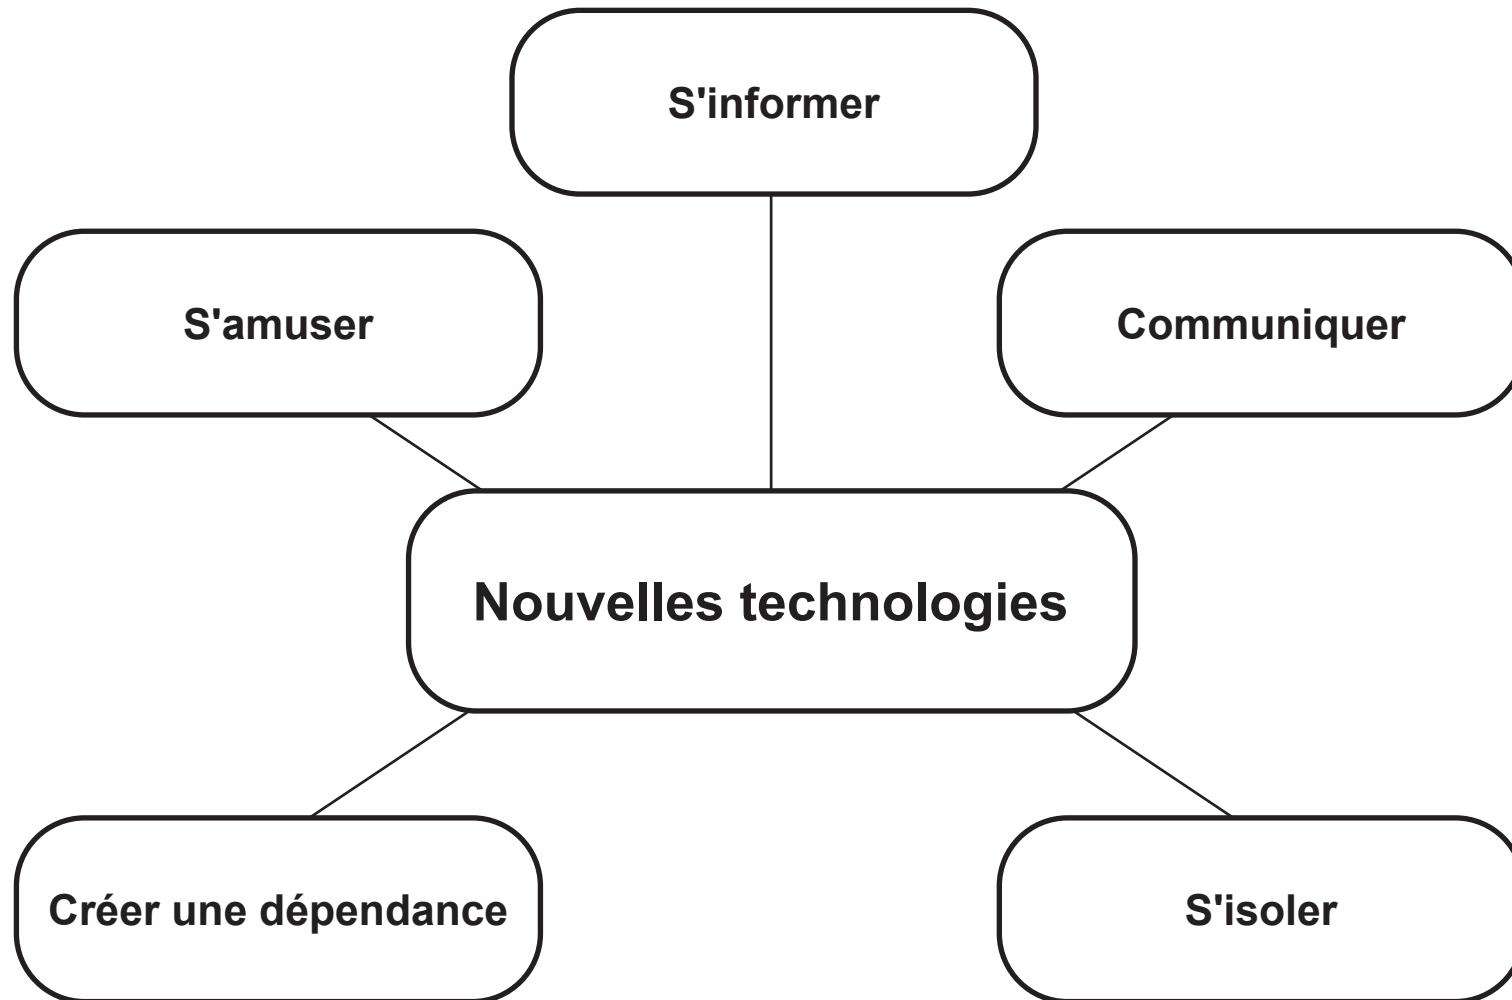 S'informer
S'amuser
Communiquer
Nouvelles technologies
Créer une dépendance
S'isoler